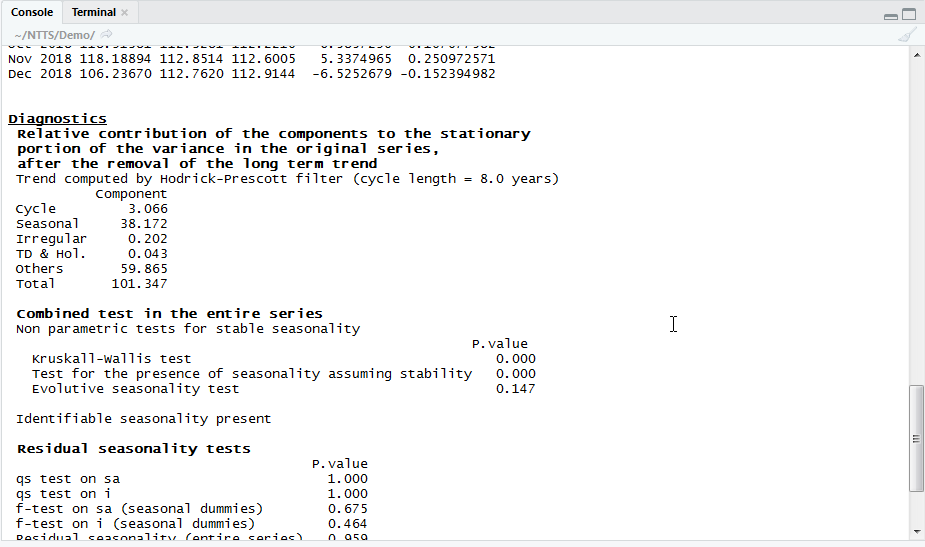 Console Terminal ×
~/NTTS/Demo/
Nov 2018 118.18894 112.8514 112.6005 5.3374965 0.250972571
Dec 2018 106.23670 112.7620 112.9144 -6.5252679 -0.152394982
Diagnostics
Relative contribution of the components to the stationary
portion of the variance in the original series,
after the removal of the long term trend
Trend computed by Hodrick-Prescott filter (cycle length = 8.0 years)
Component
Cycle 3.066
Seasonal 38.172
Irregular 0.202
TD & Hol. 0.043
Others 59.865
Total 101.347
Combined test in the entire series
Non parametric tests for stable seasonality
P.value
Kruskall-Wallis test 0.000
Test for the presence of seasonality assuming stability 0.000
Evolutive seasonality test 0.147
Identifiable seasonality present
Residual seasonality tests
P.value
qs test on sa 1.000
qs test on i 1.000
f-test on sa (seasonal dummies) 0.675
f-test on i (seasonal dummies) 0.464
Residual seasonality (entire series) 0.959